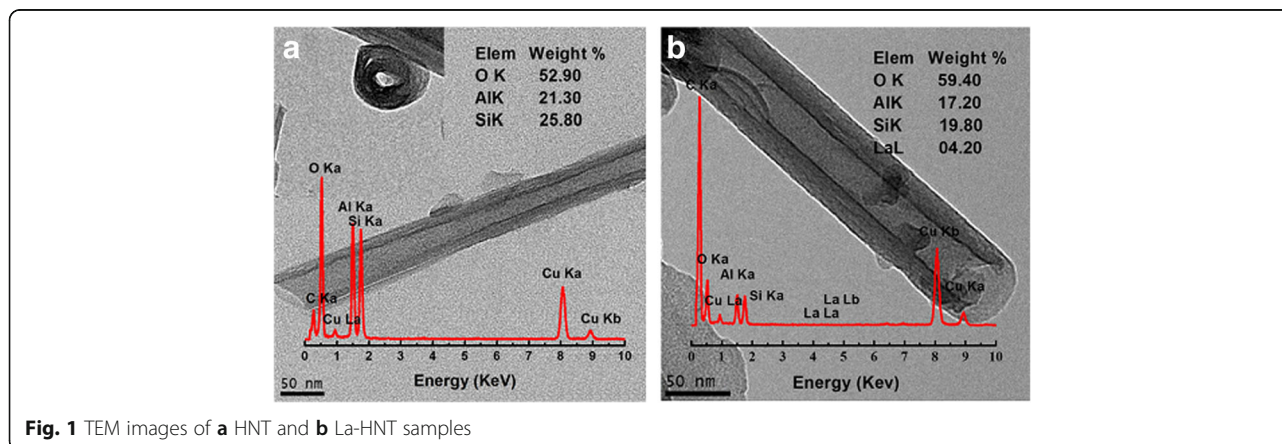 a
Elem Weight %
O K 52.90
AlK 21.30
SiK 25.80
O Ka
Al Ka
Si Ka
C Ka
Cu La
Cu Ka
Cu Kb
0 1 2 3 4 5 6 7 8 9 10
50 nm
Energy (KeV)
b
Elem Weight %
O K 59.40
AlK 17.20
SiK 19.80
LaL 04.20
C Ka
O Ka
Cu La
Al Ka
Si Ka
La Lb
La La
Cu Kb
Cu Ka
0 1 2 3 4 5 6 7 8 9 10
50 nm
Energy (Kev)
Fig. 1 TEM images of a HNT and b La-HNT samples